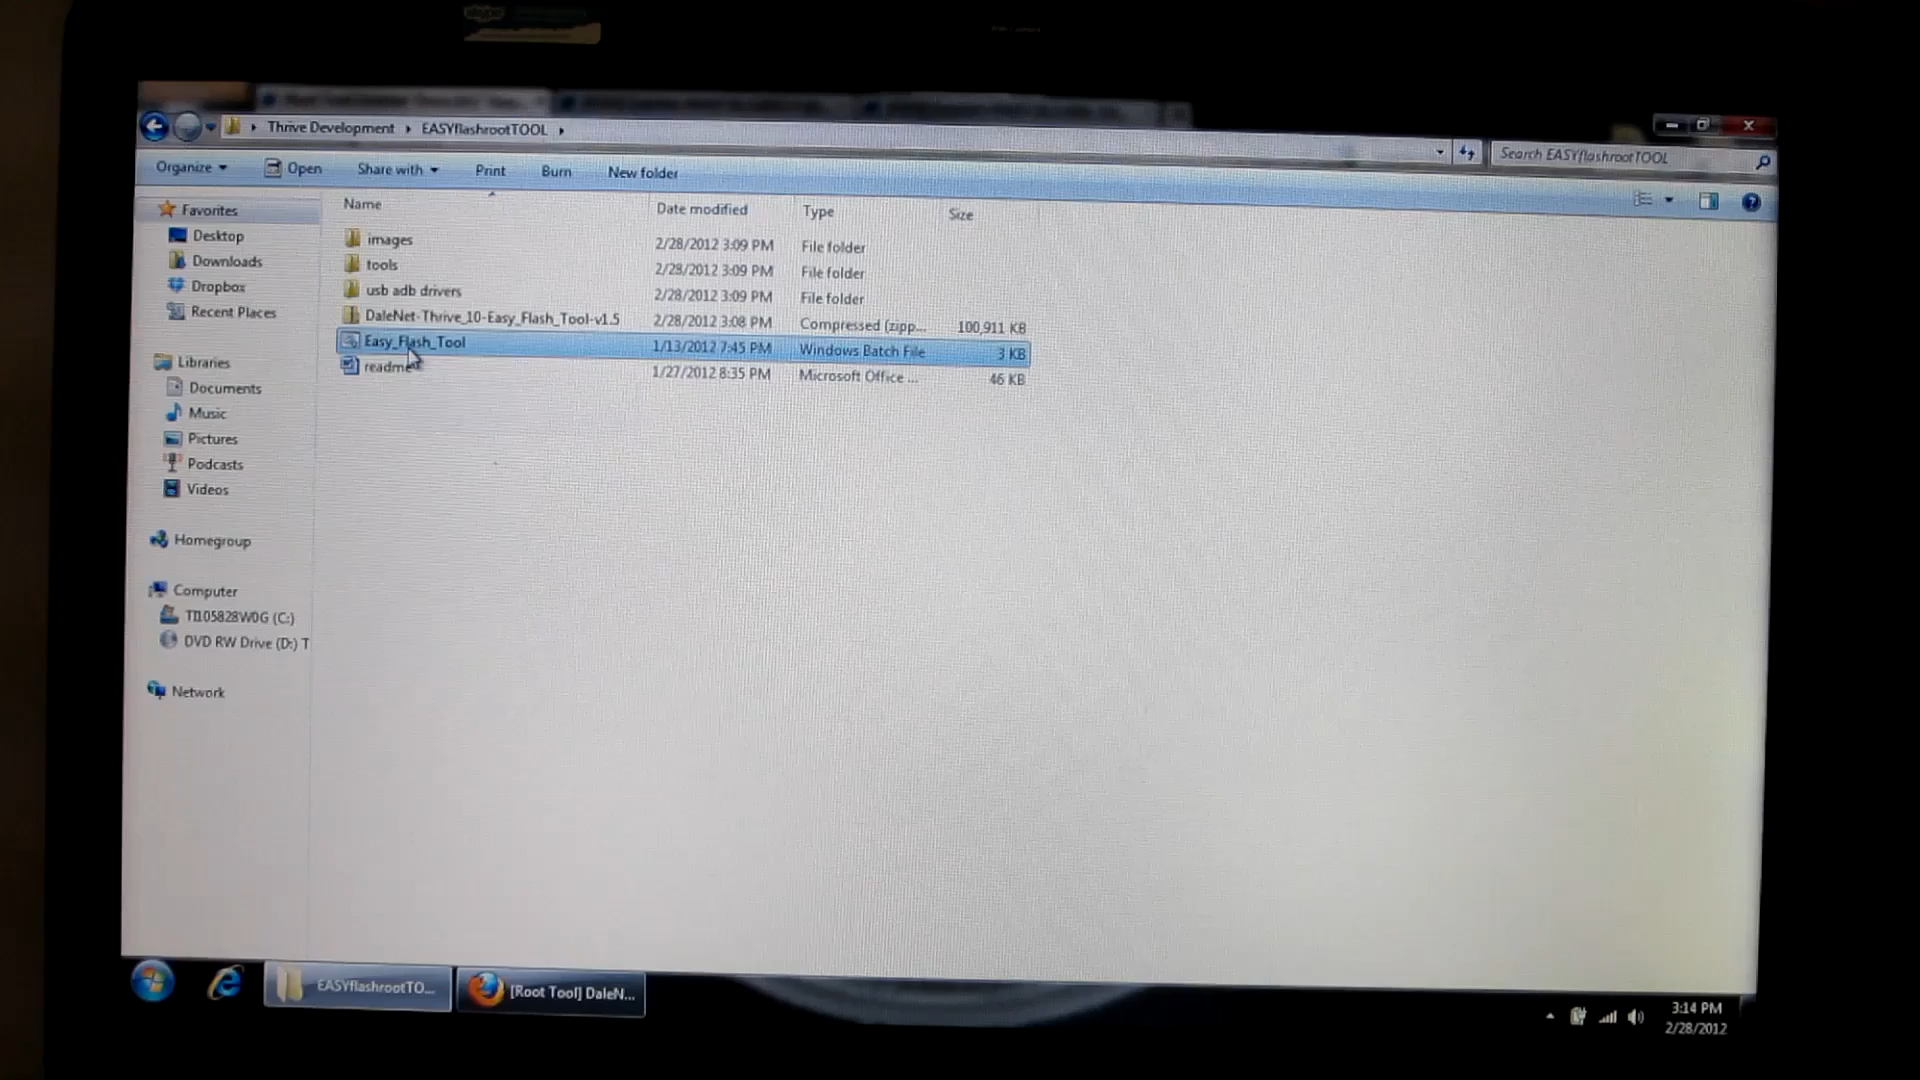 skype
Thrive Development EASYflashrootTOOL
Search EASYflashrootTOOL
Organize Open Share with Print Burn New folder
Name Date modified Type Size
Favorites
Desktop
Downloads
Dropbox
Recent Places
Libraries
Documents
Music
Pictures
Podcasts
Videos
Homegroup
Computer
TI105828W0G (C:)
DVD RW Drive (D:) T
Network
images 2/28/2012 3:09 PM File folder
tools 2/28/2012 3:09 PM File folder
usb adb drivers 2/28/2012 3:09 PM File folder
DaleNet-Thrive_10-Easy_Flash_Tool-v1.5 2/28/2012 3:08 PM Compressed (zipp... 100,911 KB
Easy_Flash_Tool 1/13/2012 7:45 PM Windows Batch File 3 KB
readme 1/27/2012 8:35 PM Microsoft Office ... 46 KB
EASYflashrootTO...
[Root Tool] DaleN...
3:14 PM
2/28/2012